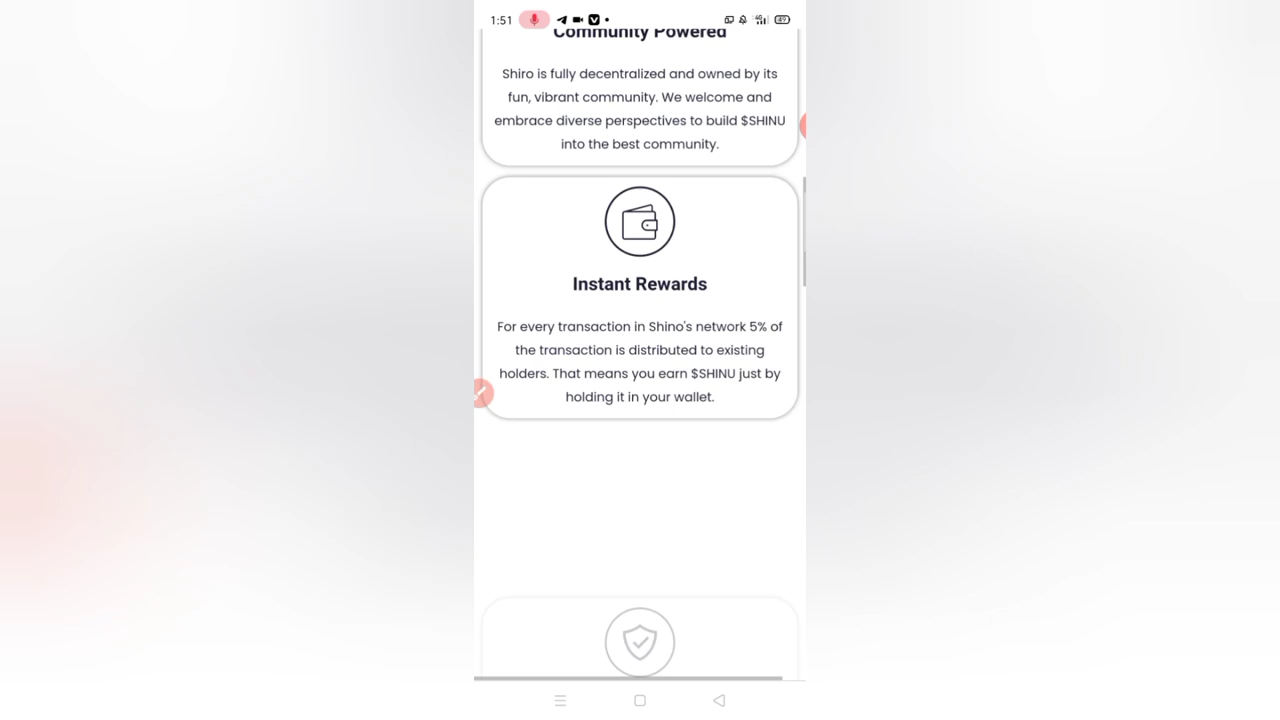 1:51
49
Community Powered
Shiro is fully decentralized and owned by its
fun, vibrant community. We welcome and
embrace diverse perspectives to build $SHINU
into the best community.
Instant Rewards
For every transaction in Shino's network 5% of
the transaction is distributed to existing
holders. That means you earn $SHINU just by
holding it in your wallet.